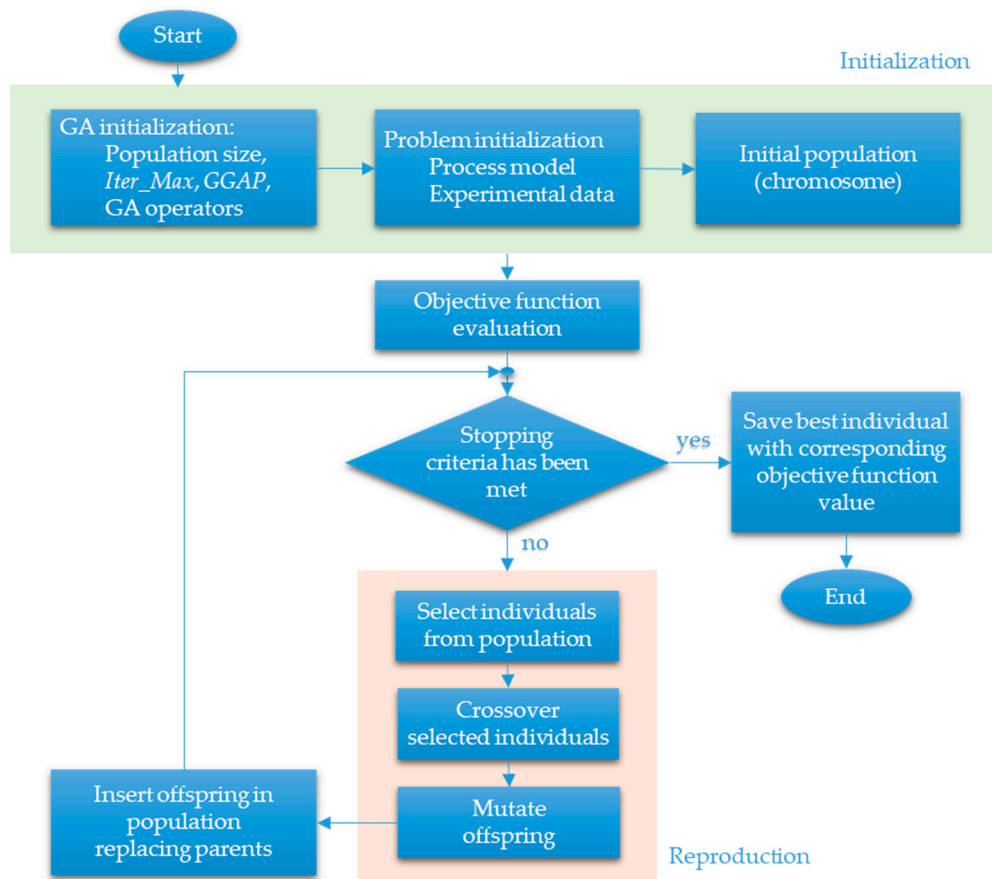 Start
Initialization
GA initialization:
Population size,
Iter_Max, GGAP,
GA operators
Problem initialization
Process model
Experimental data
Initial population
(chromosome)
Objective function
evaluation
Stopping
criteria has been
met
yes
Save best individual
with corresponding
objective function
value
no
End
Select individuals
from population
Crossover
selected individuals
Mutate
offspring
Insert offspring in
population
replacing parents
Reproduction